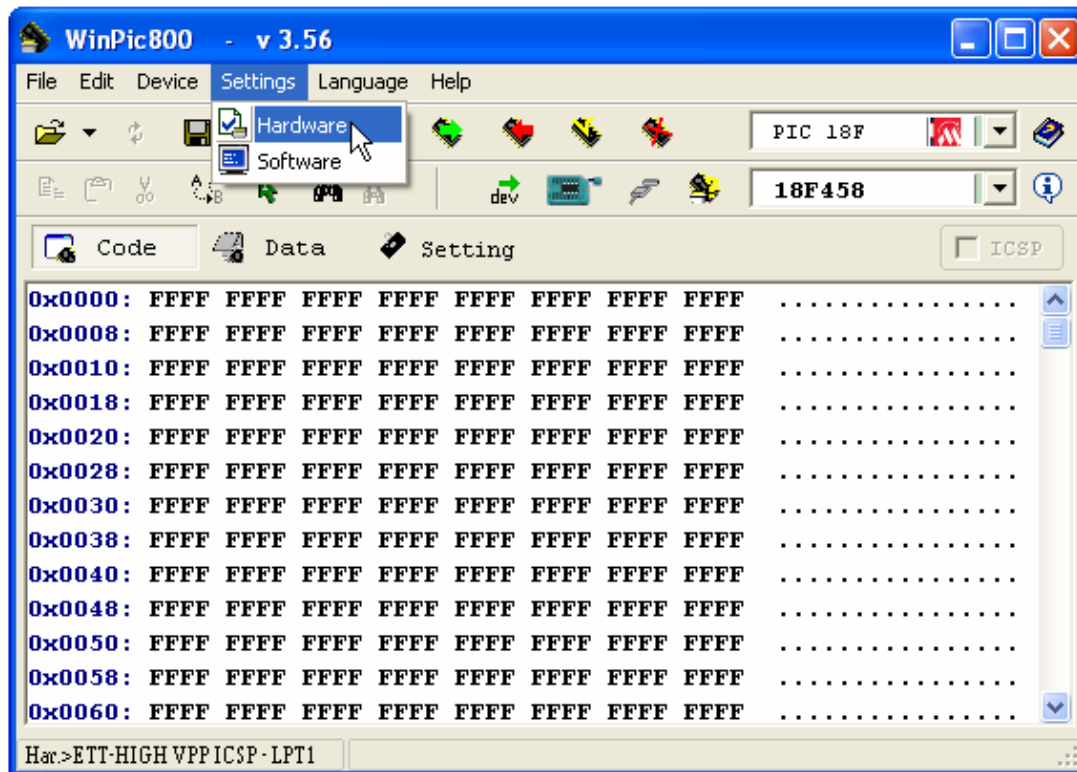 WinPic800 - v 3.56
File Edit Device Settings Language Help
Hardware
Software
PIC 18F
B
dev
18F458
Code Data Setting ICSP
0x0000: FFFF FFFF FFFF FFFF FFFF FFFF FFFF FFFF ................
0x0008: FFFF FFFF FFFF FFFF FFFF FFFF FFFF FFFF ................
0x0010: FFFF FFFF FFFF FFFF FFFF FFFF FFFF FFFF ................
0x0018: FFFF FFFF FFFF FFFF FFFF FFFF FFFF FFFF ................
0x0020: FFFF FFFF FFFF FFFF FFFF FFFF FFFF FFFF ................
0x0028: FFFF FFFF FFFF FFFF FFFF FFFF FFFF FFFF ................
0x0030: FFFF FFFF FFFF FFFF FFFF FFFF FFFF FFFF ................
0x0038: FFFF FFFF FFFF FFFF FFFF FFFF FFFF FFFF ................
0x0040: FFFF FFFF FFFF FFFF FFFF FFFF FFFF FFFF ................
0x0048: FFFF FFFF FFFF FFFF FFFF FFFF FFFF FFFF ................
0x0050: FFFF FFFF FFFF FFFF FFFF FFFF FFFF FFFF ................
0x0058: FFFF FFFF FFFF FFFF FFFF FFFF FFFF FFFF ................
0x0060: FFFF FFFF FFFF FFFF FFFF FFFF FFFF FFFF ................
Har.>ETT-HIGH VPP ICSP - LPT1